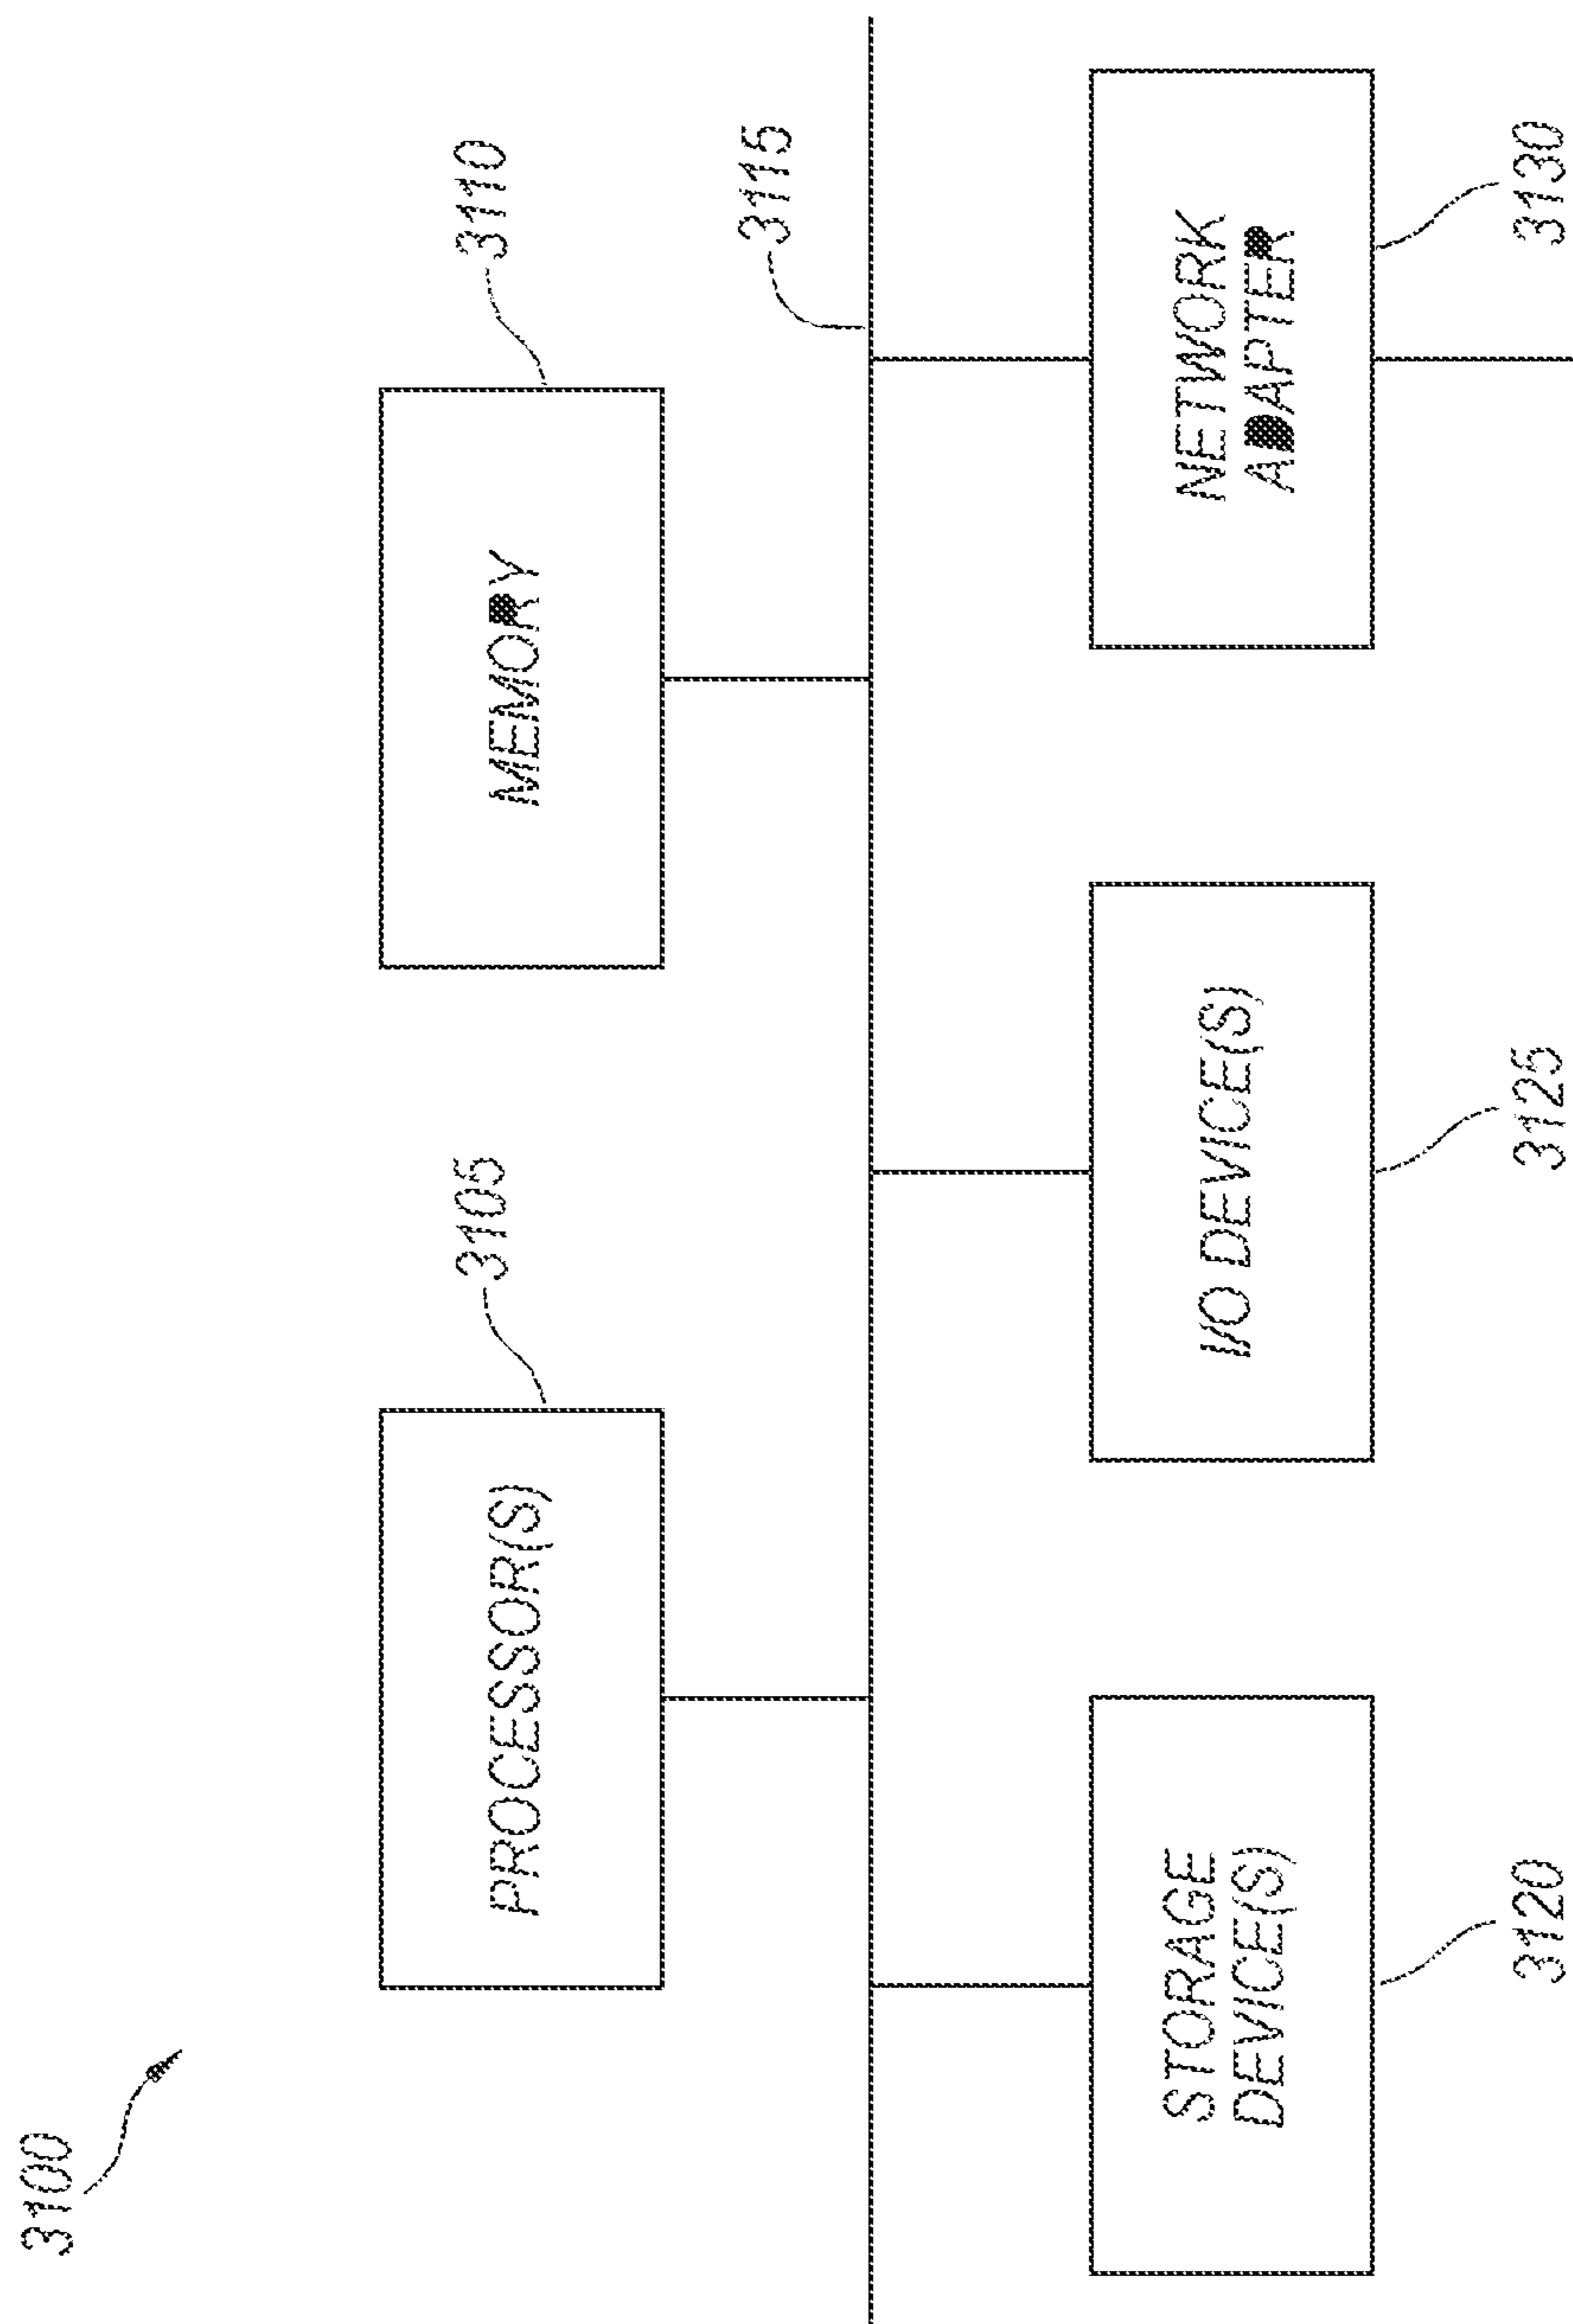 3100
PROCESSOR(S)
3105
MEMORY
3110
3115
STORAGE
DEVICE(S)
3120
I/O DEVICE(S)
3125
NETWORK
ADAPTER
3130